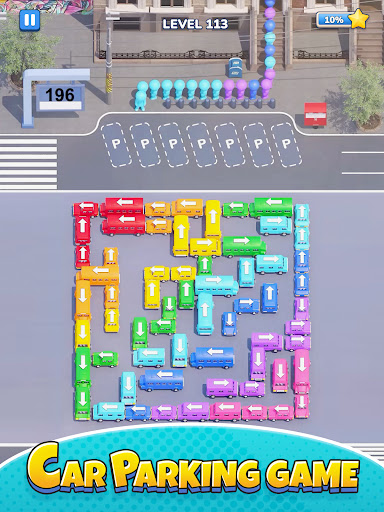 LEVEL 113
10%
196
P P P P P P P
CAR PARKING GAME